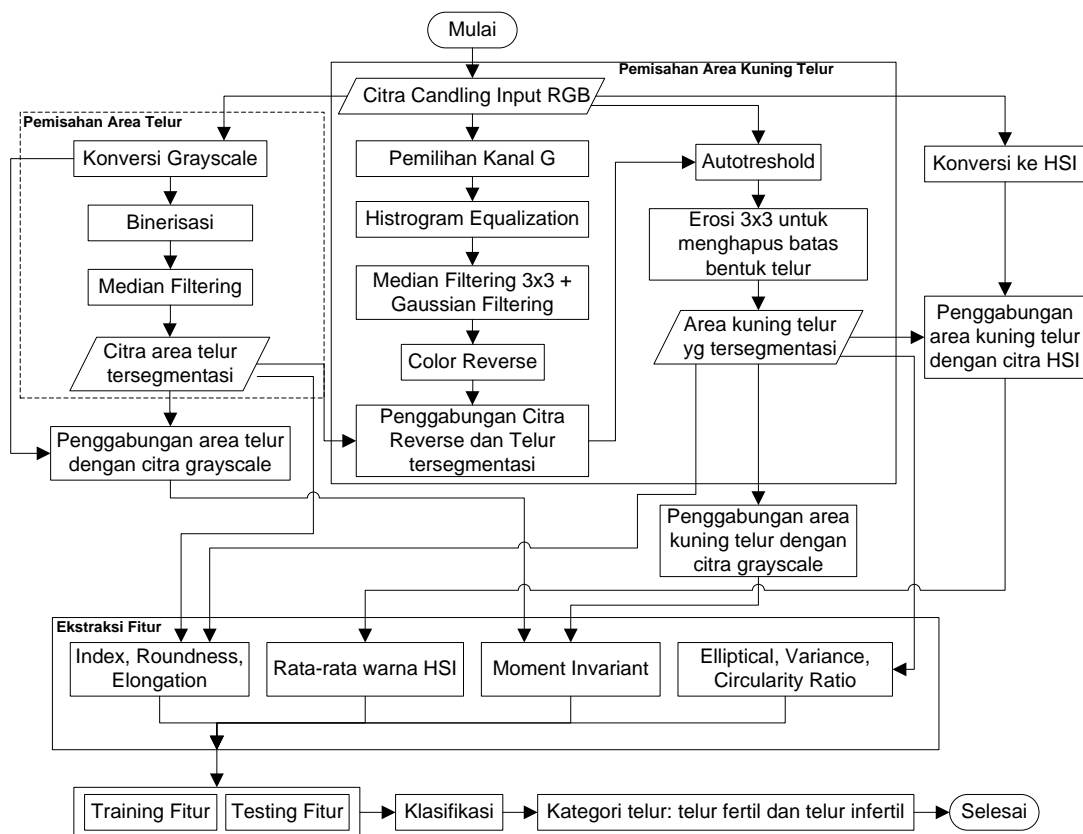 Mulai
Pemisahan Area Kuning Telur
Citra Candling Input RGB
Pemisahan Area Telur
Konversi Grayscale
Binerisasi
Median Filtering
Citra area telur
tersegmentasi
Penggabungan area telur
dengan citra grayscale
Pemilihan Kanal G
Histrogram Equalization
Median Filtering 3x3 +
Gaussian Filtering
Color Reverse
Penggabungan Citra
Reverse dan Telur
tersegmentasi
Autotreshold
Erosi 3x3 untuk
menghapus batas
bentuk telur
Area kuning telur
yg tersegmentasi
Penggabungan area
kuning telur dengan
citra grayscale
Konversi ke HSI
Penggabungan
area kuning telur
dengan citra HSI
Ekstraksi Fitur
Index, Roundness,
Elongation
Rata-rata warna HSI
Moment Invariant
Elliptical, Variance,
Circularity Ratio
Training Fitur
Testing Fitur
Klasifikasi
Kategori telur: telur fertil dan telur infertil
Selesai